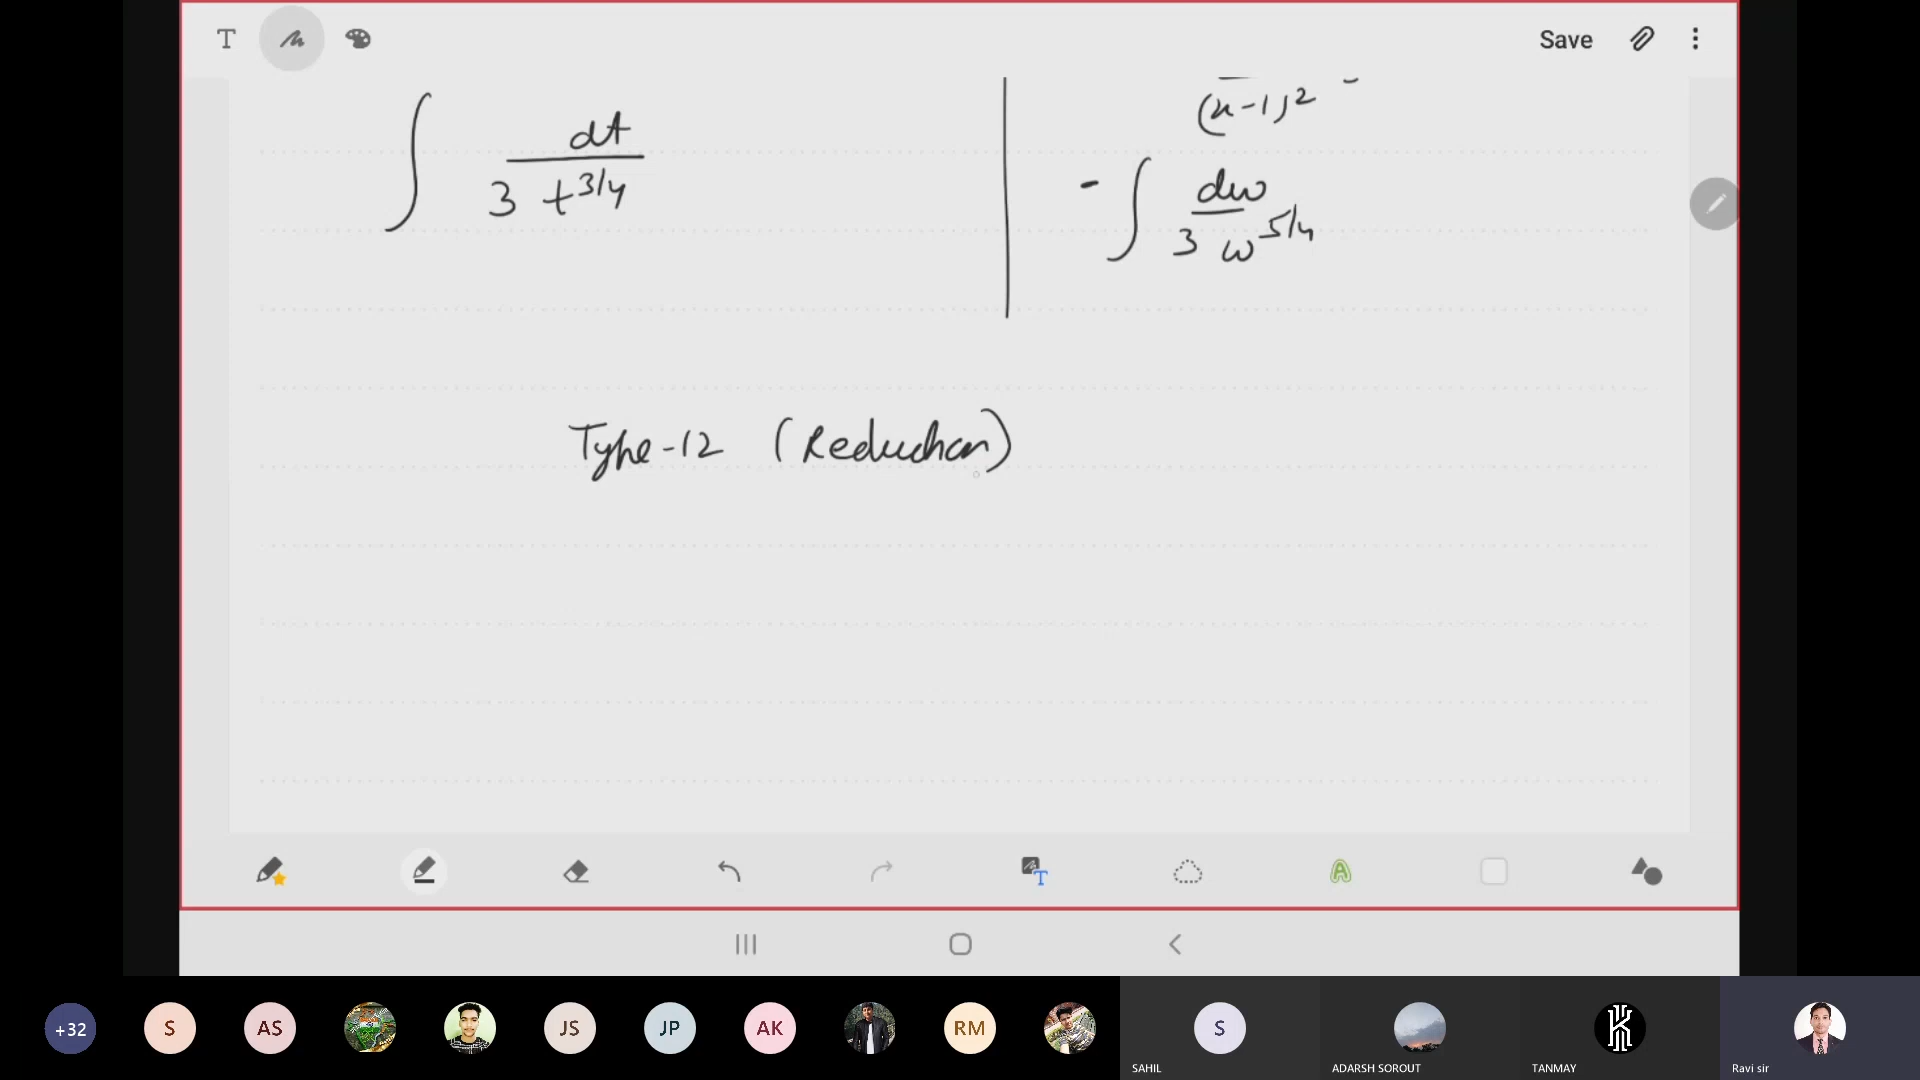 T Save
∫ dt / 3 t^3/4
(x-1)^2 -
- ∫ dw / 3 w^5/4
Type-12 (Reduction)
T A
+32 S AS JS JP AK RM S
SAHIL ADARSH SOROUT TANMAY Ravi sir